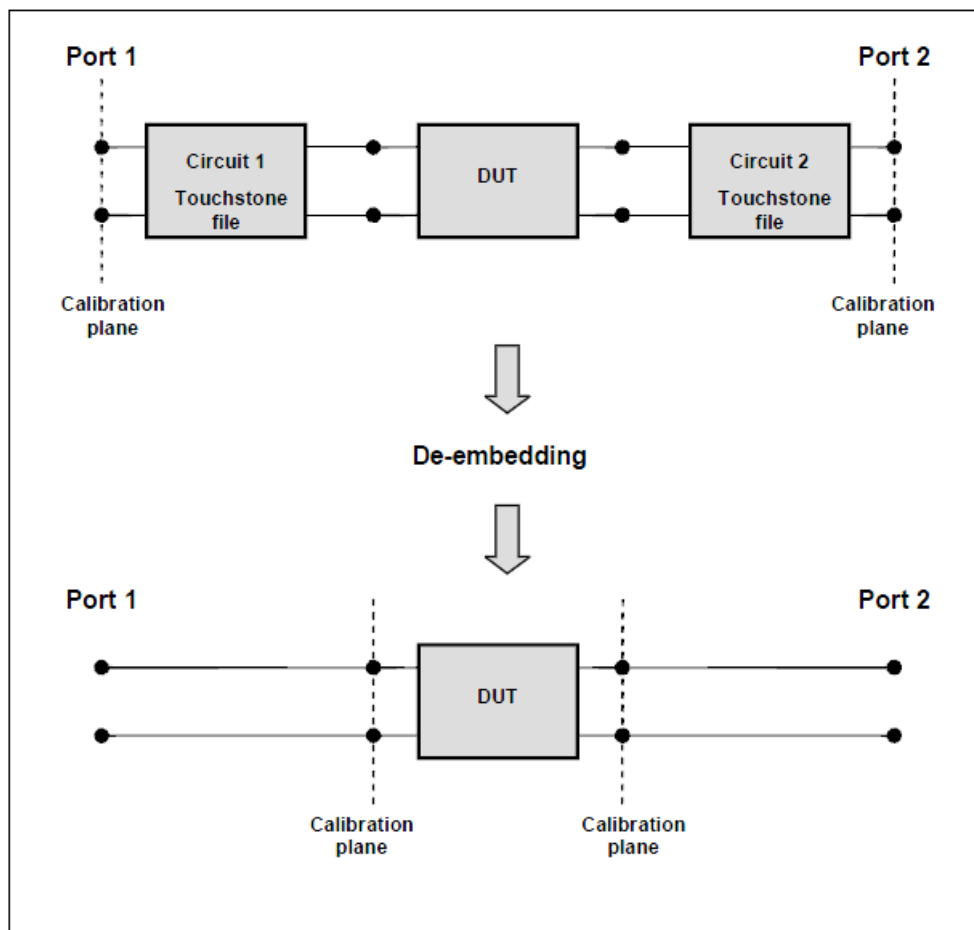 Port 1
Port 2
Circuit 1
Touchstone
file
DUT
Circuit 2
Touchstone
file
Calibration
plane
Calibration
plane
De-embedding
Port 1
Port 2
DUT
Calibration
plane
Calibration
plane